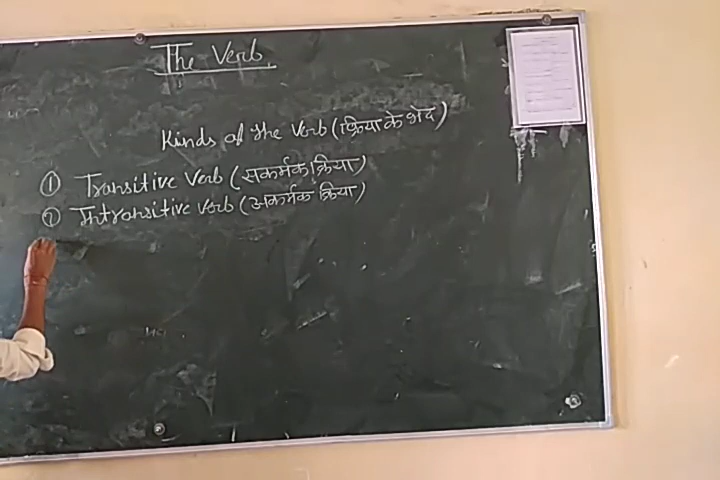 The Verb
Kinds of the Verb (क्रिया के भेद)
① Transitive Verb (सकर्मक क्रिया)
② Intransitive Verb (अकर्मक क्रिया)